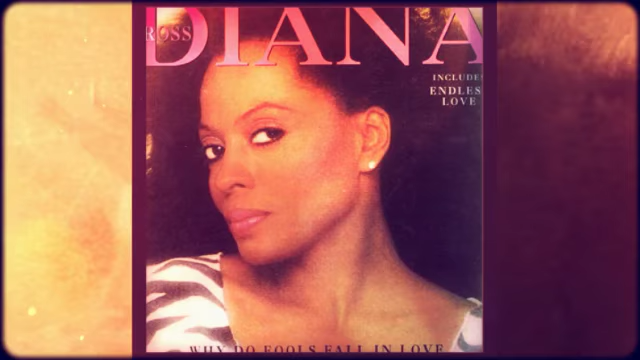 ROSS
DIANA
INCLUDE
ENDLES
LOVE
WHY DO FOOLS FALL IN LOVE